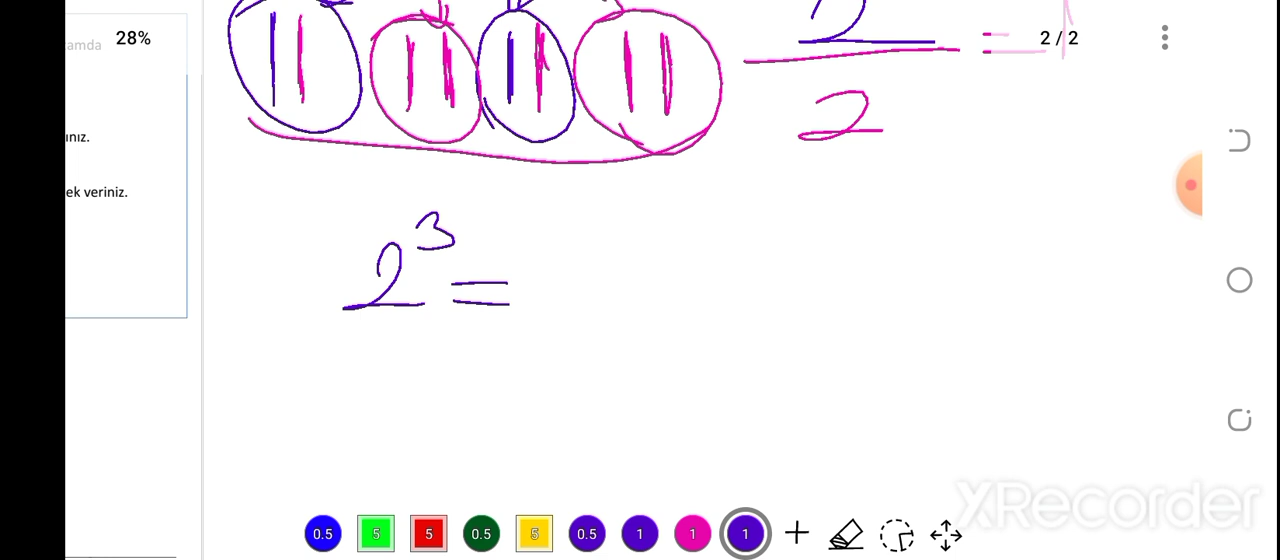 amda 28%
2
2 / 2
2
ınız.
ek veriniz.
2³ =
0.5 5 5 0.5 5 0.5 1 1 1 +
XRecorder